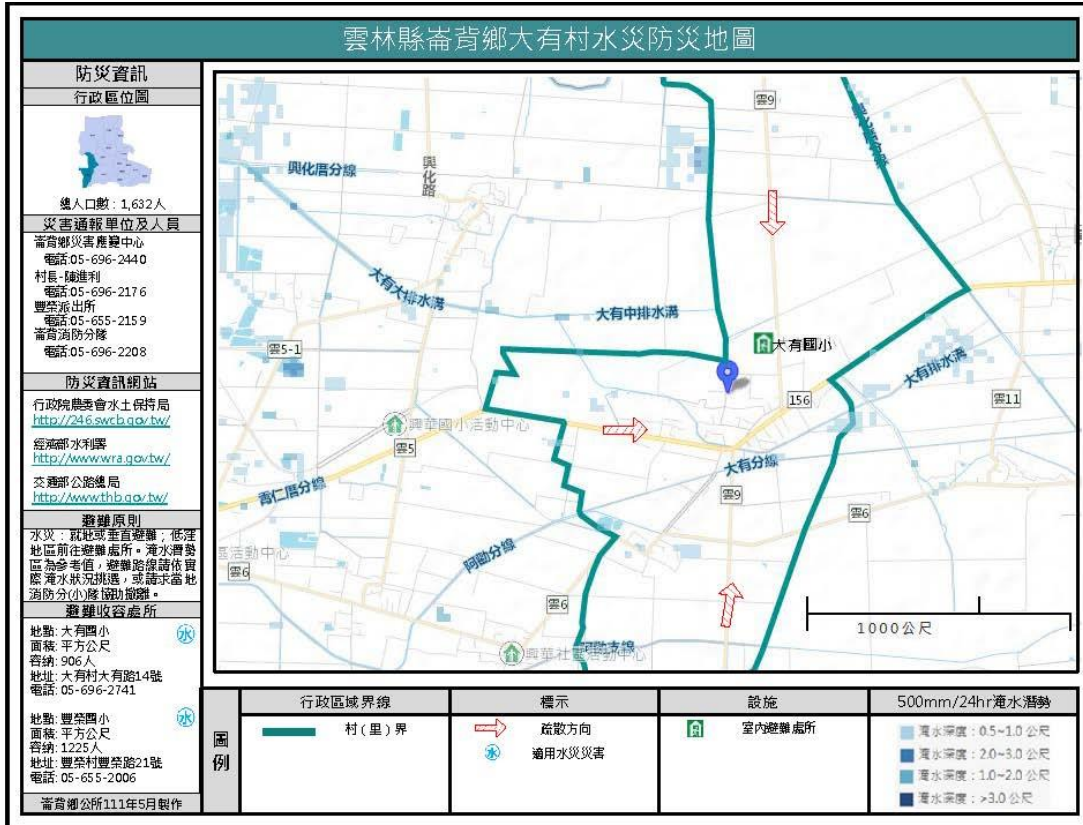 雲林縣崙背鄉大有村水災防災地圖
防災資訊
行政區位圖
總人口數：1,632人
災害通報單位及人員
崙背鄉災害應變中心
電話:05-696-2440
村長-陳進利
電話:05-696-2176
豐榮派出所
電話:05-655-2159
崙背消防分隊
電話:05-696-2208
防災資訊網站
行政院農委會水土保持局
http://246.swcb.gov.tw/
經濟部水利署
http://www.wra.gov.tw/
交通部公路總局
http://www.thb.gov.tw/
避難原則
水災：就地或垂直避難；低窪
地區前往避難處所。淹水潛勢
區為參考值，避難路線請依實
際淹水狀況挑選，或請求當地
消防分(小)隊協助撤離。
避難收容處所
地點:大有國小
水
面積:平方公尺
容納:906人
地址:大有村大有路14號
電話:05-696-2741
地點:豐榮國小
水
面積:平方公尺
容納:1225人
地址:豐榮村豐榮路21號
電話:05-655-2006
崙背鄉公所111年5月製作
雲9
興化厝分線
興化路
大有大排水溝
大有中排水溝
大有國小
大有排水溝
雲5-1
156
雲11
興華國小活動中心
雲5
大有分線
青仁厝分線
雲9
雲6
阿勸分線
區活動中心
雲6
雲6
1000公尺
阿勸支線
興華社區活動中心
圖例
行政區域界線
村(里)界
標示
疏散方向
水
適用水災災害
設施
室內避難處所
500mm/24hr淹水潛勢
淹水深度：0.5~1.0公尺
淹水深度：2.0~3.0公尺
淹水深度：1.0~2.0公尺
淹水深度：>3.0公尺